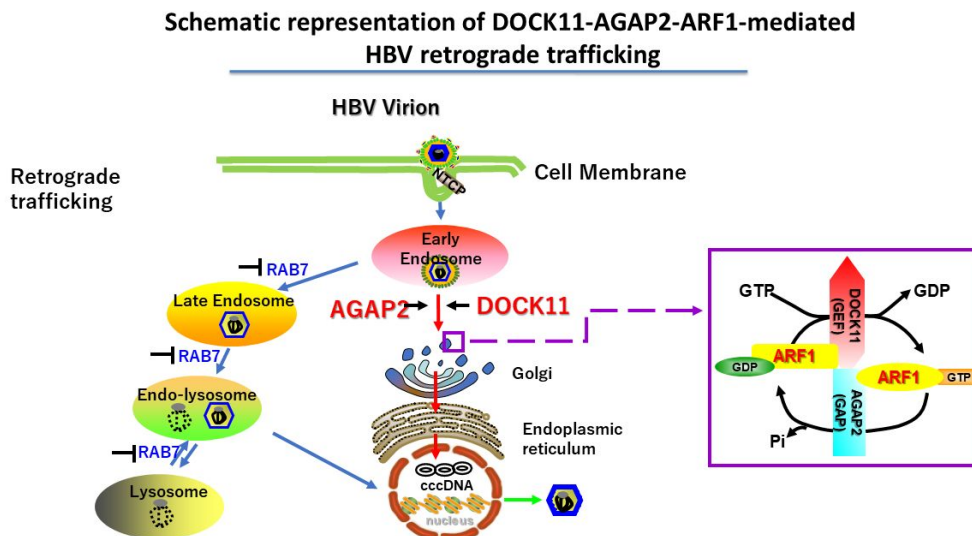 Schematic representation of DOCK11-AGAP2-ARF1-mediated
HBV retrograde trafficking
HBV Virion
Retrograde
trafficking
NTCP
Cell Membrane
Early
Endosome
RAB7
Late Endosome
AGAP2
DOCK11
RAB7
Golgi
Endo-lysosome
Endoplasmic
reticulum
RAB7
Lysosome
cccDNA
nucleus
GTP
DOCK11
(GEF)
GDP
ARF1
GDP
ARF1
GTP
AGAP2
(GAP)
Pi